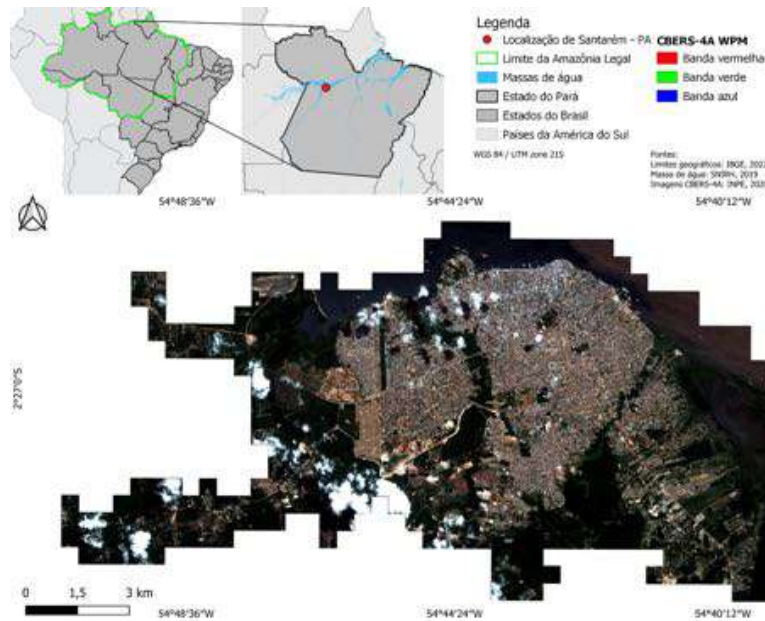 Legenda
Localização de Santarém - PA
Limite da Amazônia Legal
Massas de água
Estado do Pará
Estados do Brasil
Países da América do Sul
CBERS-4A WPM
Banda vermelha
Banda verde
Banda azul
WGS 84 / UTM zone 21S
Fontes:
Limites geográficos: IBGE, 202
Massa de água: SNIRH, 2019
Imagens CBERS-4A: INPE, 202
54°48'36"W
54°44'24"W
54°40'12"W
2°27'0"S
0 1,5 3 km
54°48'36"W
54°44'24"W
54°40'12"W